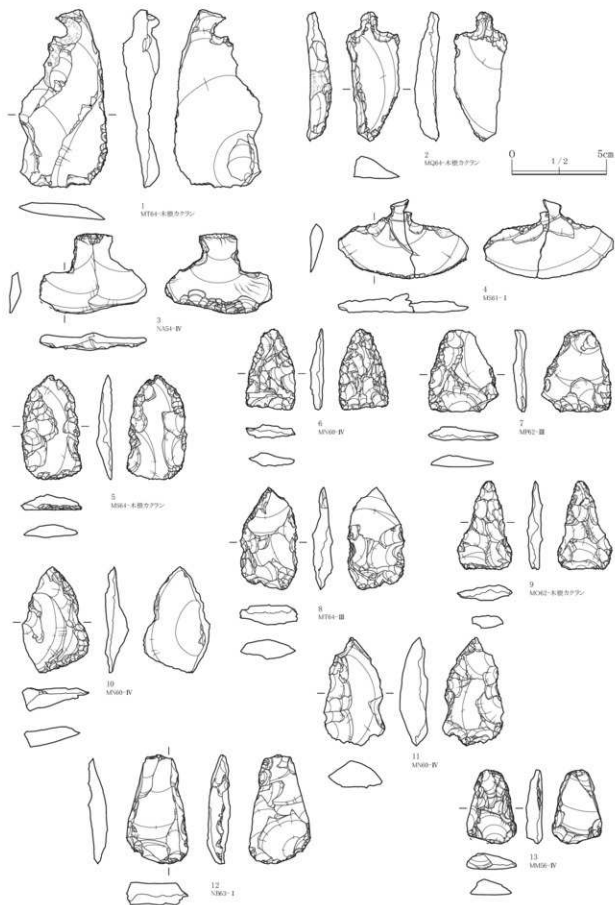 1
MT64-木根カクラン
2
MQ64-木根カクラン
0 5cm
1/2
3
NA54-Ⅳ
4
MS61-Ⅰ
5
MS64-木根カクラン
6
MN60-Ⅳ
7
MP62-Ⅲ
8
MT64-Ⅲ
9
MO62-木根カクラン
10
MN60-Ⅳ
11
MN60-Ⅳ
12
NB63-Ⅰ
13
MM56-Ⅳ